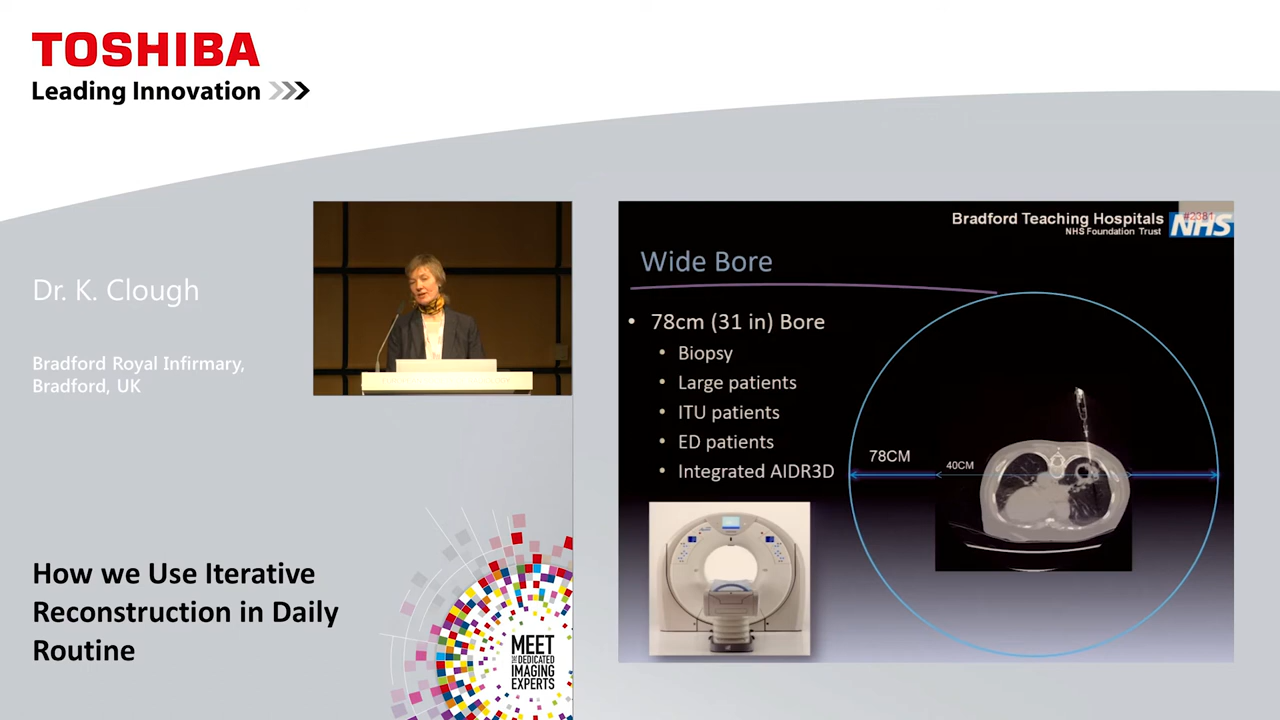 TOSHIBA
Leading Innovation
Dr. K. Clough
Bradford Royal Infirmary,
Bradford, UK
How we Use Iterative
Reconstruction in Daily
Routine
MEET
THE DEDICATED
IMAGING
EXPERTS
Bradford Teaching Hospitals
NHS Foundation Trust
NHS
#2381
Wide Bore
• 78cm (31 in) Bore
• Biopsy
• Large patients
• ITU patients
• ED patients
• Integrated AIDR3D
78CM
40CM